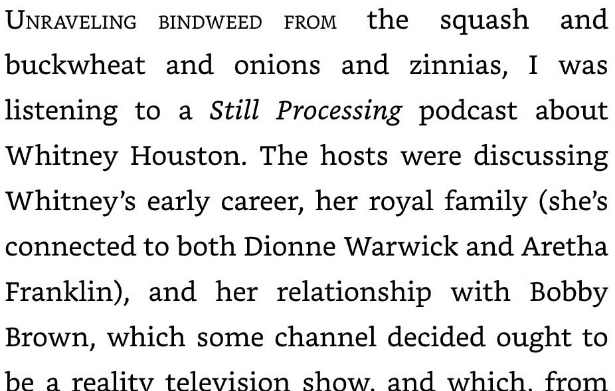 Unraveling bindweed from the squash and
buckwheat and onions and zinnias, I was
listening to a Still Processing podcast about
Whitney Houston. The hosts were discussing
Whitney’s early career, her royal family (she’s
connected to both Dionne Warwick and Aretha
Franklin), and her relationship with Bobby
Brown, which some channel decided ought to
be a reality television show, and which, from